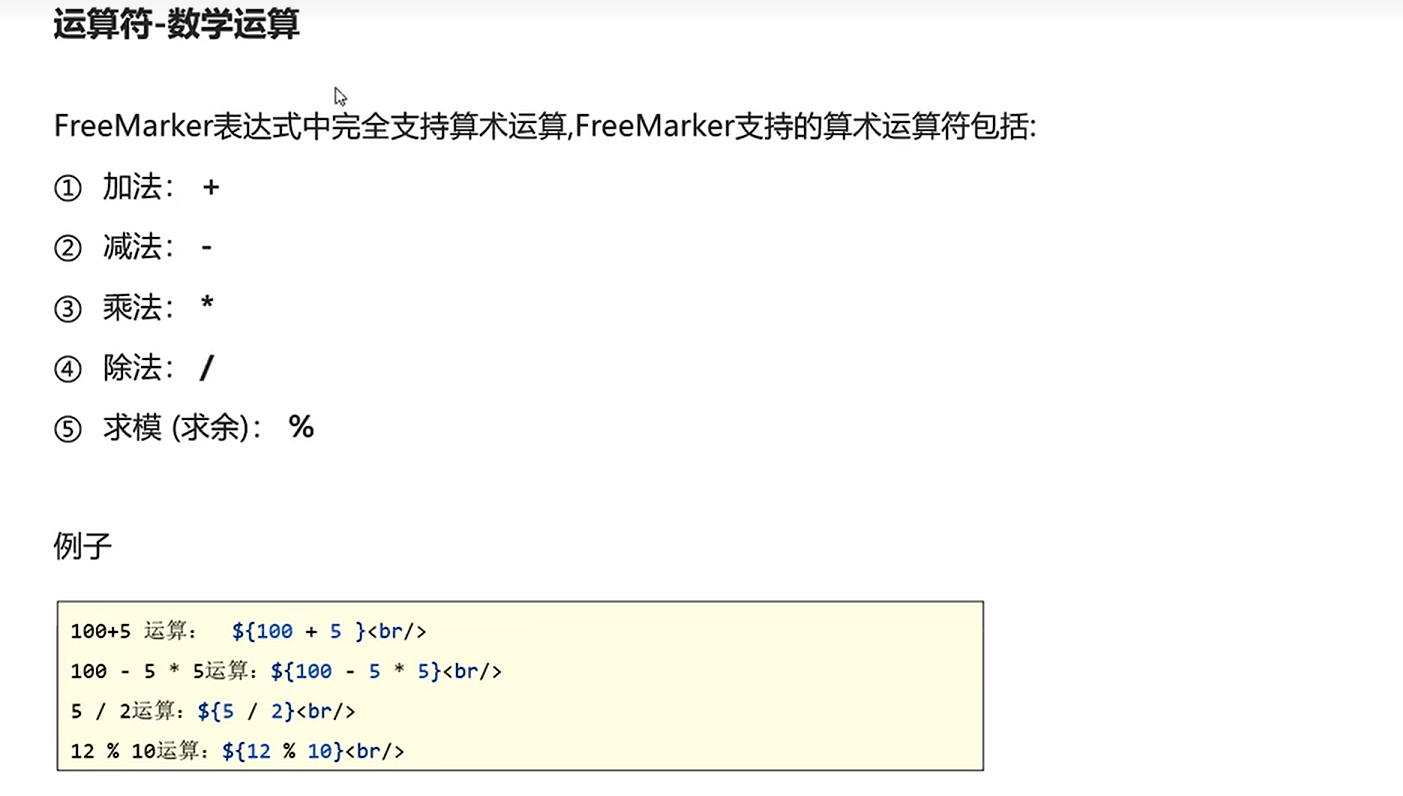 运算符-数学运算
FreeMarker表达式中完全支持算术运算,FreeMarker支持的算术运算符包括:
① 加法： +
② 减法： -
③ 乘法： *
④ 除法： /
⑤ 求模 (求余)： %
例子
100+5 运算： ${100 + 5 }<br/>
100 - 5 * 5运算：${100 - 5 * 5}<br/>
5 / 2运算：${5 / 2}<br/>
12 % 10运算：${12 % 10}<br/>